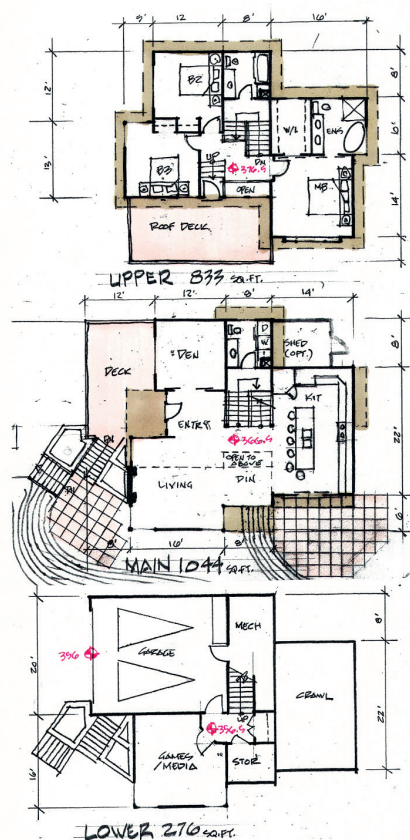 5' 12 8' 16'
12'
13'
8'
10'
14'
B2
W/L
ENS
UP
DN
376.5
B3
OPEN
MB
ROOF DECK
UPPER 833 SQ.FT.
12' 12' 8' 14'
8'
22'
6'
DEN
D
W
SHED
(OPT.)
DECK
KIT
ENTRY
366.5
DN
OPEN TO
ABOVE
LIVING
DIN
8' 16' 8'
MAIN 1044 SQ.FT.
20'
16'
8'
22'
MECH
356
GARAGE
CRAWL
UP
356.5
GAMES
/MEDIA
STOR
LOWER 276 SQ.FT.